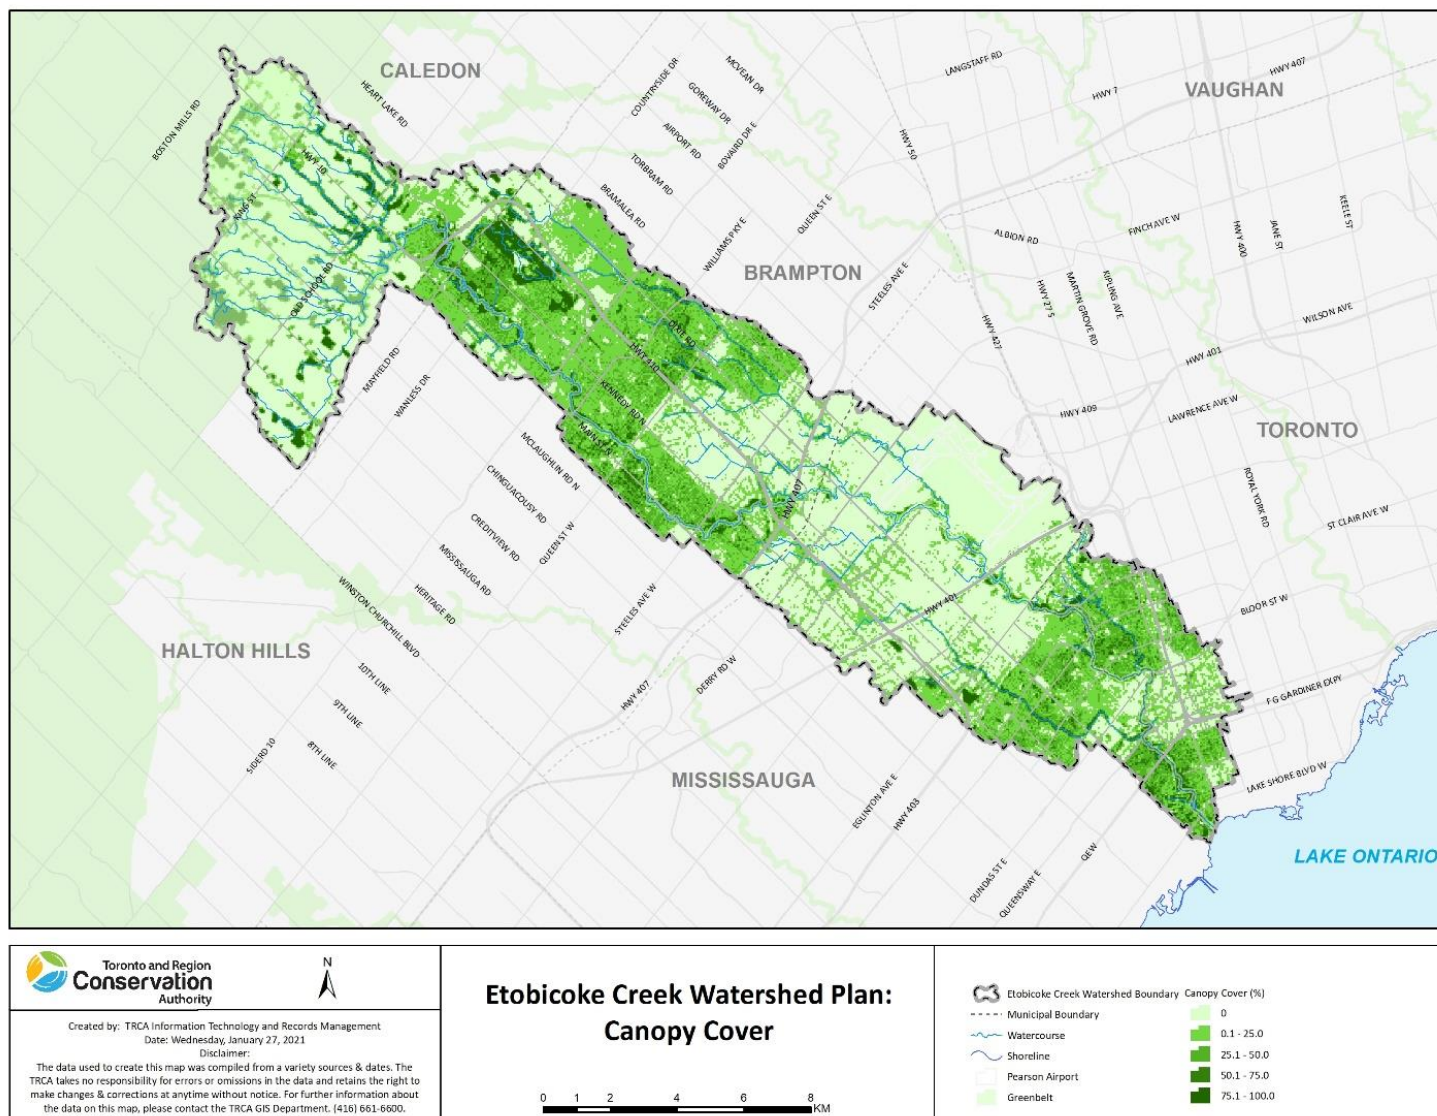 CALEDON
VAUGHAN
BRAMPTON
TORONTO
HALTON HILLS
MISSISSAUGA
LAKE ONTARIO
BOSTON MILLS RD
HEART LAKE RD
HWY 10
KING ST
OLD SCHOOL RD
MAYFIELD RD
WANLESS DR
COUNTRYSIDE DR
MCVEAN DR
GOREWAY DR
AIRPORT RD
BOVAIRD DR E
TORBRAM RD
BRAMALEA RD
WILLIAMS PKY E
QUEEN ST E
STEELES AVE E
LANGSTAFF RD
HWY 7
HWY 407
HWY 50
ALBION RD
FINCH AVE W
HWY 400
JANE ST
KEELE ST
HWY 27 S
MARTIN GROVE RD
KIPLING AVE
HWY 427
WILSON AVE
HWY 401
HWY 409
LAWRENCE AVE W
ROYAL YORK RD
ST CLAIR AVE W
BLOOR ST W
FG GARDINER EXPY
LAKE SHORE BLVD W
HWY 410
KENNEDY RD
MAIN ST N
MCLAUGHLIN RD N
CHINGUACOUSY RD
CREDITVIEW RD
QUEEN ST W
MISSISSAUGA RD
HERITAGE RD
WINSTON CHURCHILL BLVD
10TH LINE
9TH LINE
8TH LINE
SIDERD 10
STEELES AVE W
HWY 407
DERRY RD W
HWY 407
HWY 401
EGLINTON AVE E
HWY 403
DUNDAS ST E
QUEENSWAY E
QEW
Toronto and Region
Conservation
Authority
N
Created by: TRCA Information Technology and Records Management
Date: Wednesday, January 27, 2021
Disclaimer:
The data used to create this map was compiled from a variety sources & dates. The
TRCA takes no responsibility for errors or omissions in the data and retains the right to
make changes & corrections at anytime without notice. For further information about
the data on this map, please contact the TRCA GIS Department. (416) 661-6600.
Etobicoke Creek Watershed Plan:
Canopy Cover
0 1 2 4 6 8
KM
Etobicoke Creek Watershed Boundary
Municipal Boundary
Watercourse
Shoreline
Pearson Airport
Greenbelt
Canopy Cover (%)
0
0.1 - 25.0
25.1 - 50.0
50.1 - 75.0
75.1 - 100.0